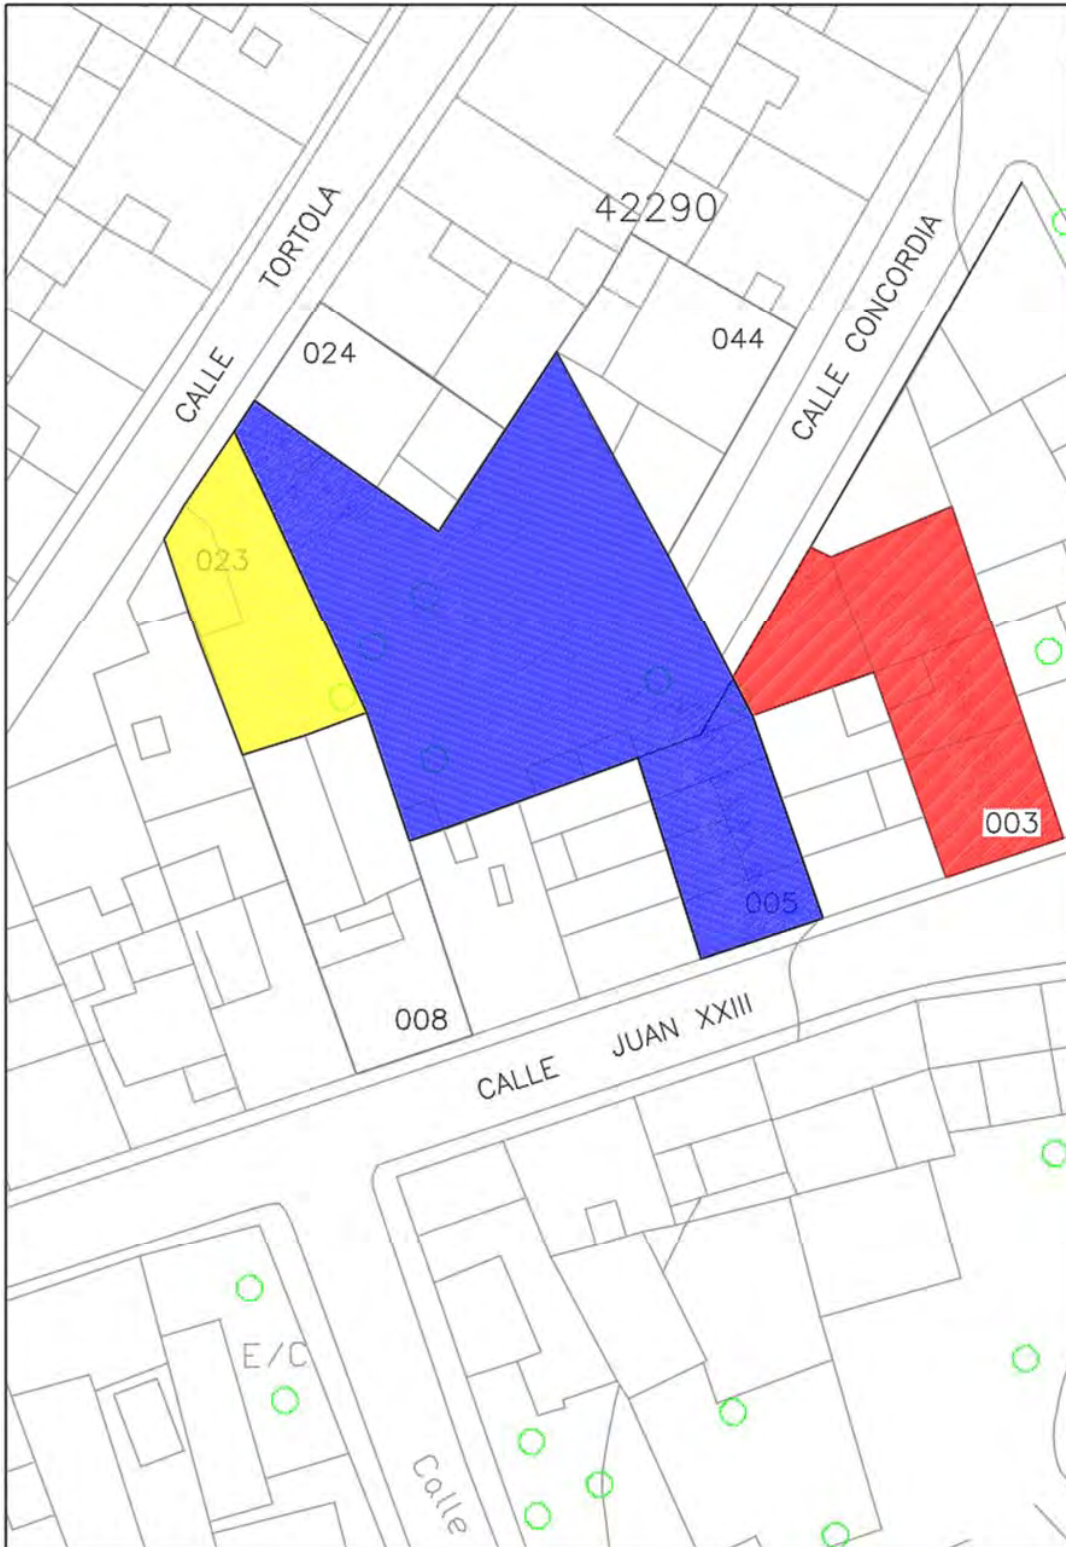 CALLE TORTOLA
42290
CALLE CONCORDIA
024
044
023
003
005
008
CALLE JUAN XXIII
E/C
Calle